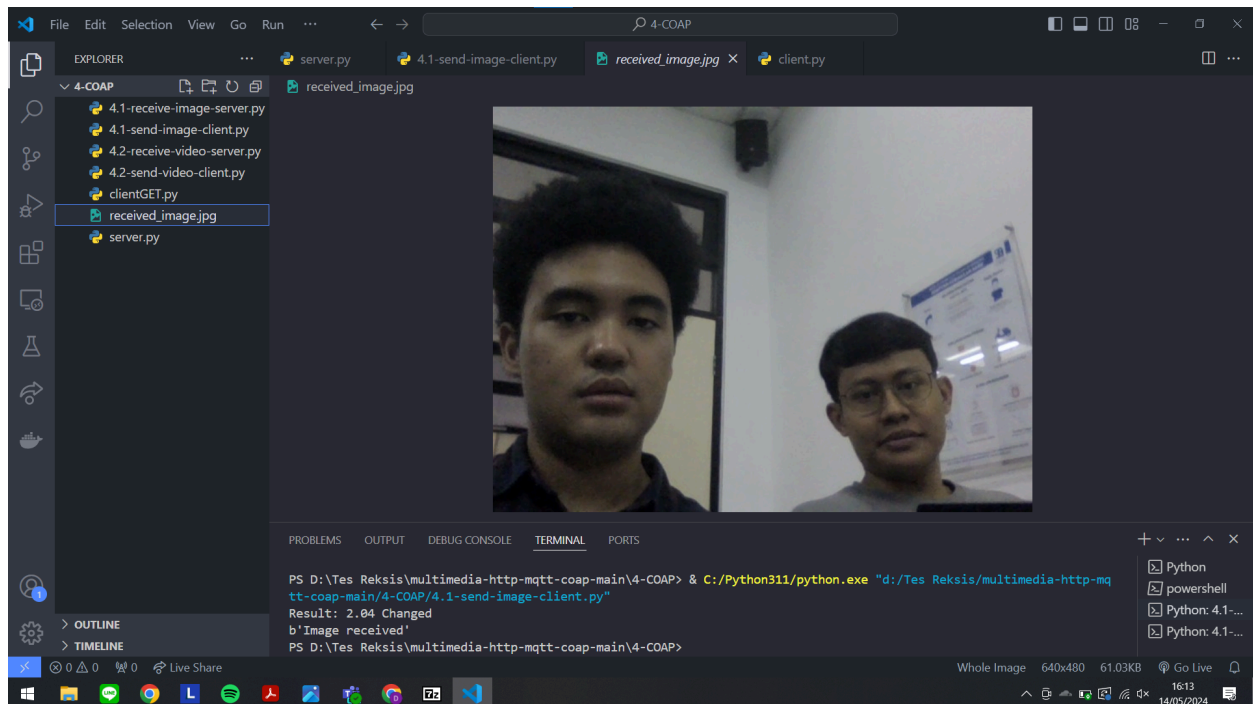 File Edit Selection View Go Run ··· 4-COAP
EXPLORER
4-COAP
4.1-receive-image-server.py
4.1-send-image-client.py
4.2-receive-video-server.py
4.2-send-video-client.py
clientGET.py
received_image.jpg
server.py
OUTLINE
TIMELINE
server.py 4.1-send-image-client.py received_image.jpg client.py
received_image.jpg
PROBLEMS OUTPUT DEBUG CONSOLE TERMINAL PORTS
PS D:\Tes Reksis\multimedia-http-mqtt-coap-main\4-COAP> & C:/Python311/python.exe "d:/Tes Reksis/multimedia-http-mq
tt-coap-main/4-COAP/4.1-send-image-client.py"
Result: 2.04 Changed
b'Image received'
PS D:\Tes Reksis\multimedia-http-mqtt-coap-main\4-COAP>
Python
powershell
Python: 4.1-...
Python: 4.1-...
1
0 0 0 Live Share Whole Image 640x480 61.03KB Go Live
LINE L 7z 16:13
14/05/2024